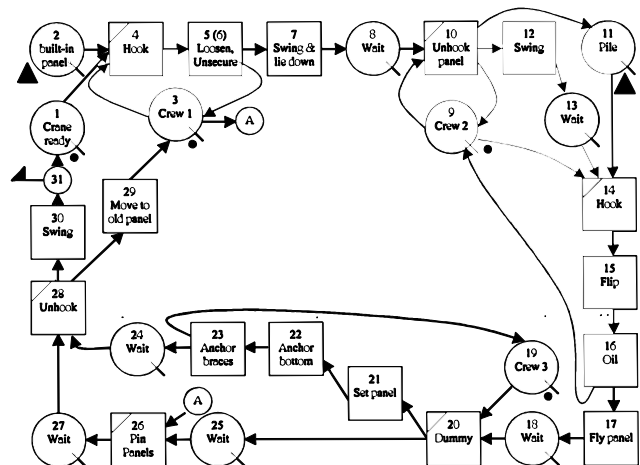 2
built-in
panel
4
Hook
5 (6)
Loosen,
Unsecure
7
Swing &
lie down
8
Wait
10
Unhook
panel
12
Swing
11
Pile
1
Crane
ready
3
Crew 1
A
9
Crew 2
13
Wait
31
29
Move to
old panel
14
Hook
30
Swing
15
Flip
28
Unhook
24
Wait
23
Anchor
braces
22
Anchor
bottom
19
Crew 3
16
Oil
21
Set panel
A
27
Wait
26
Pin
Panels
25
Wait
20
Dummy
18
Wait
17
Fly panel